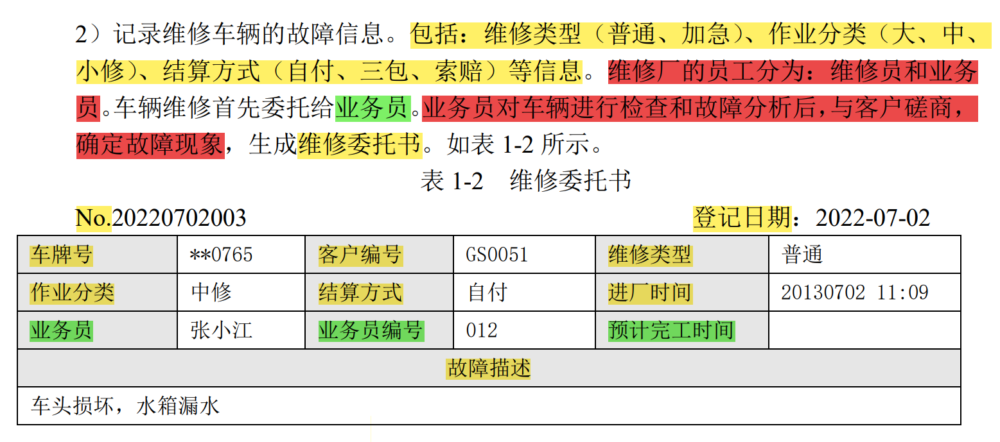 2）记录维修车辆的故障信息。包括：维修类型（普通、加急）、作业分类（大、中、
小修）、结算方式（自付、三包、索赔）等信息。维修厂的员工分为：维修员和业务
员。车辆维修首先委托给业务员。业务员对车辆进行检查和故障分析后，与客户磋商，
确定故障现象，生成维修委托书。如表 1-2 所示。
表 1-2 维修委托书
No.20220702003 登记日期：2022-07-02
车牌号 **0765 客户编号 GS0051 维修类型 普通
作业分类 中修 结算方式 自付 进厂时间 20130702 11:09
业务员 张小江 业务员编号 012 预计完工时间
故障描述
车头损坏，水箱漏水